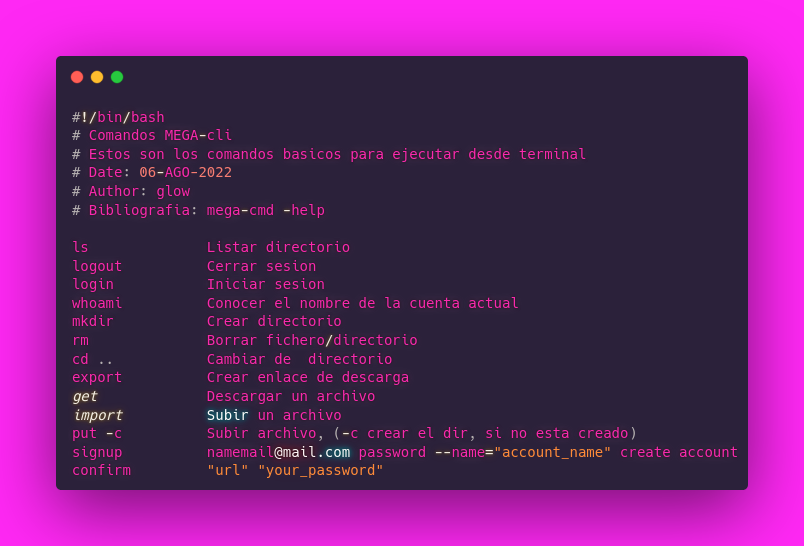 #!/bin/bash
# Comandos MEGA-cli
# Estos son los comandos basicos para ejecutar desde terminal
# Date: 06-AGO-2022
# Author: glow
# Bibliografia: mega-cmd -help

ls                Listar directorio
logout            Cerrar sesion
login             Iniciar sesion
whoami            Conocer el nombre de la cuenta actual
mkdir             Crear directorio
rm                Borrar fichero/directorio
cd ..             Cambiar de  directorio
export            Crear enlace de descarga
get               Descargar un archivo
import            Subir un archivo
put -c            Subir archivo, (-c crear el dir, si no esta creado)
signup            namemail@mail.com password --name="account_name" create account
confirm           "url" "your_password"